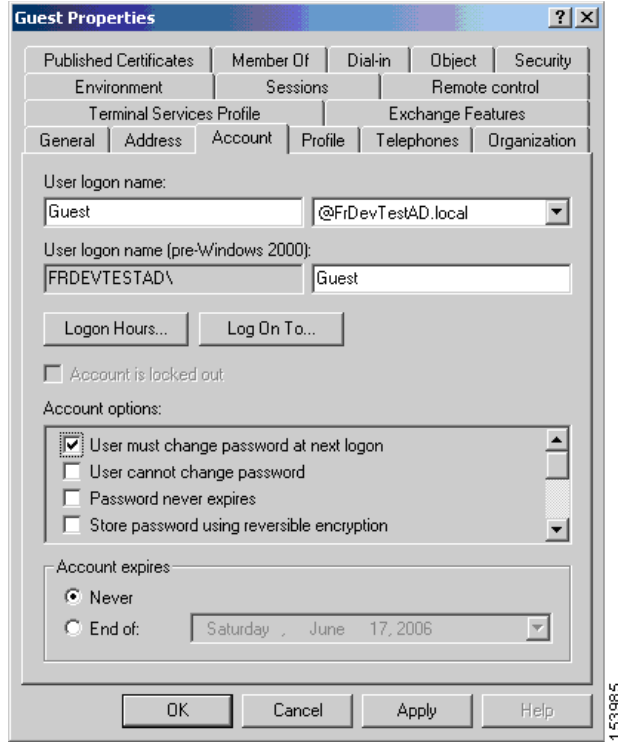 Guest Properties
Published Certificates Member Of Dial-in Object Security
Environment Sessions Remote control
Terminal Services Profile Exchange Features
General Address Account Profile Telephones Organization
User logon name:
Guest @FrDevTestAD.local
User logon name (pre-Windows 2000):
FRDEVTESTAD\ Guest
Logon Hours... Log On To...
Account is locked out
Account options:
User must change password at next logon
User cannot change password
Password never expires
Store password using reversible encryption
Account expires
Never
End of: Saturday , June 17, 2006
OK Cancel Apply Help
153985